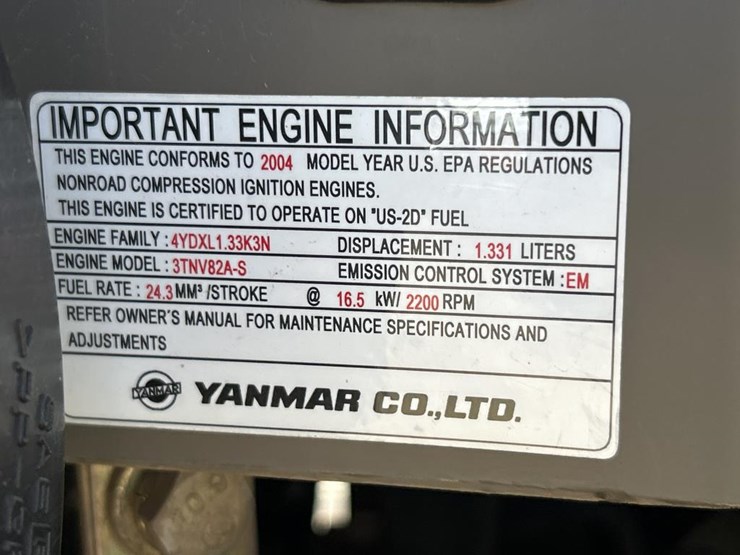 IMPORTANT ENGINE INFORMATION
THIS ENGINE CONFORMS TO 2004 MODEL YEAR U.S. EPA REGULATIONS
NONROAD COMPRESSION IGNITION ENGINES.
THIS ENGINE IS CERTIFIED TO OPERATE ON "US-2D" FUEL
ENGINE FAMILY : 4YDXL1.33K3N DISPLACEMENT : 1.331 LITERS
ENGINE MODEL : 3TNV82A-S EMISSION CONTROL SYSTEM : EM
FUEL RATE : 24.3 MM³ /STROKE @ 16.5 kW/ 2200 RPM
REFER OWNER'S MANUAL FOR MAINTENANCE SPECIFICATIONS AND
ADJUSTMENTS
YANMAR YANMAR CO.,LTD.